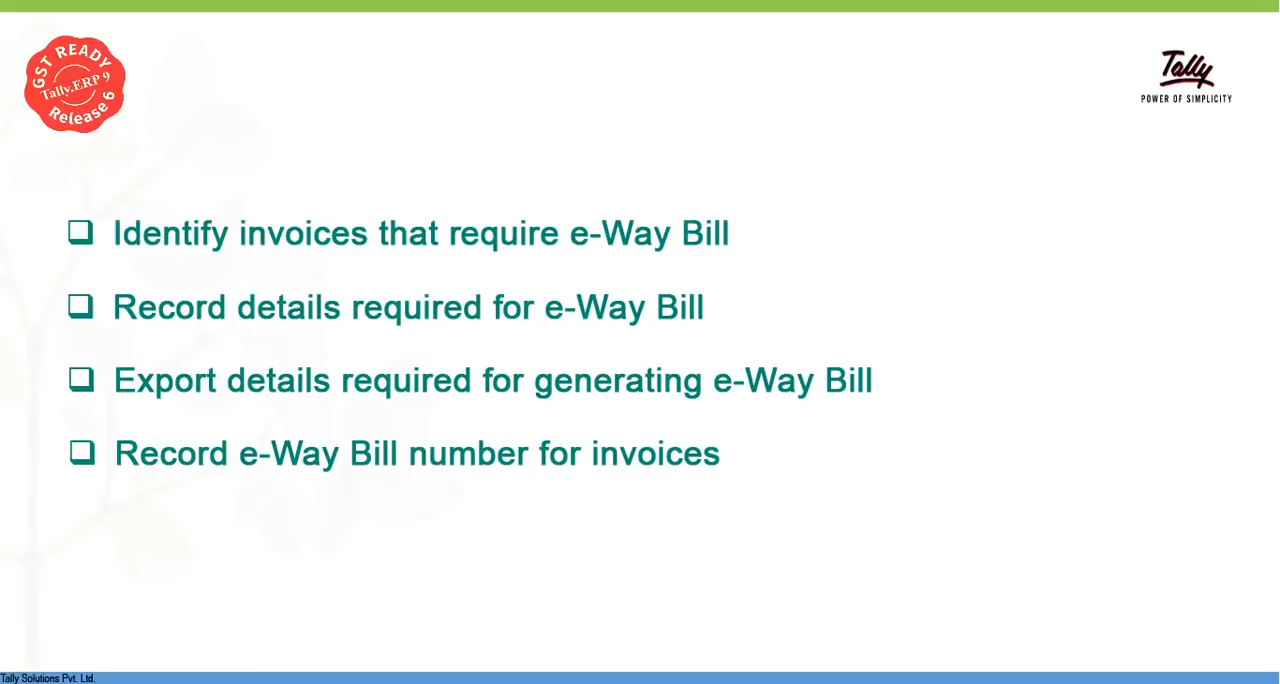 GST READY
Tally.ERP 9
Release 6
Tally
POWER OF SIMPLICITY
Identify invoices that require e-Way Bill
Record details required for e-Way Bill
Export details required for generating e-Way Bill
Record e-Way Bill number for invoices
Tally Solutions Pvt. Ltd.